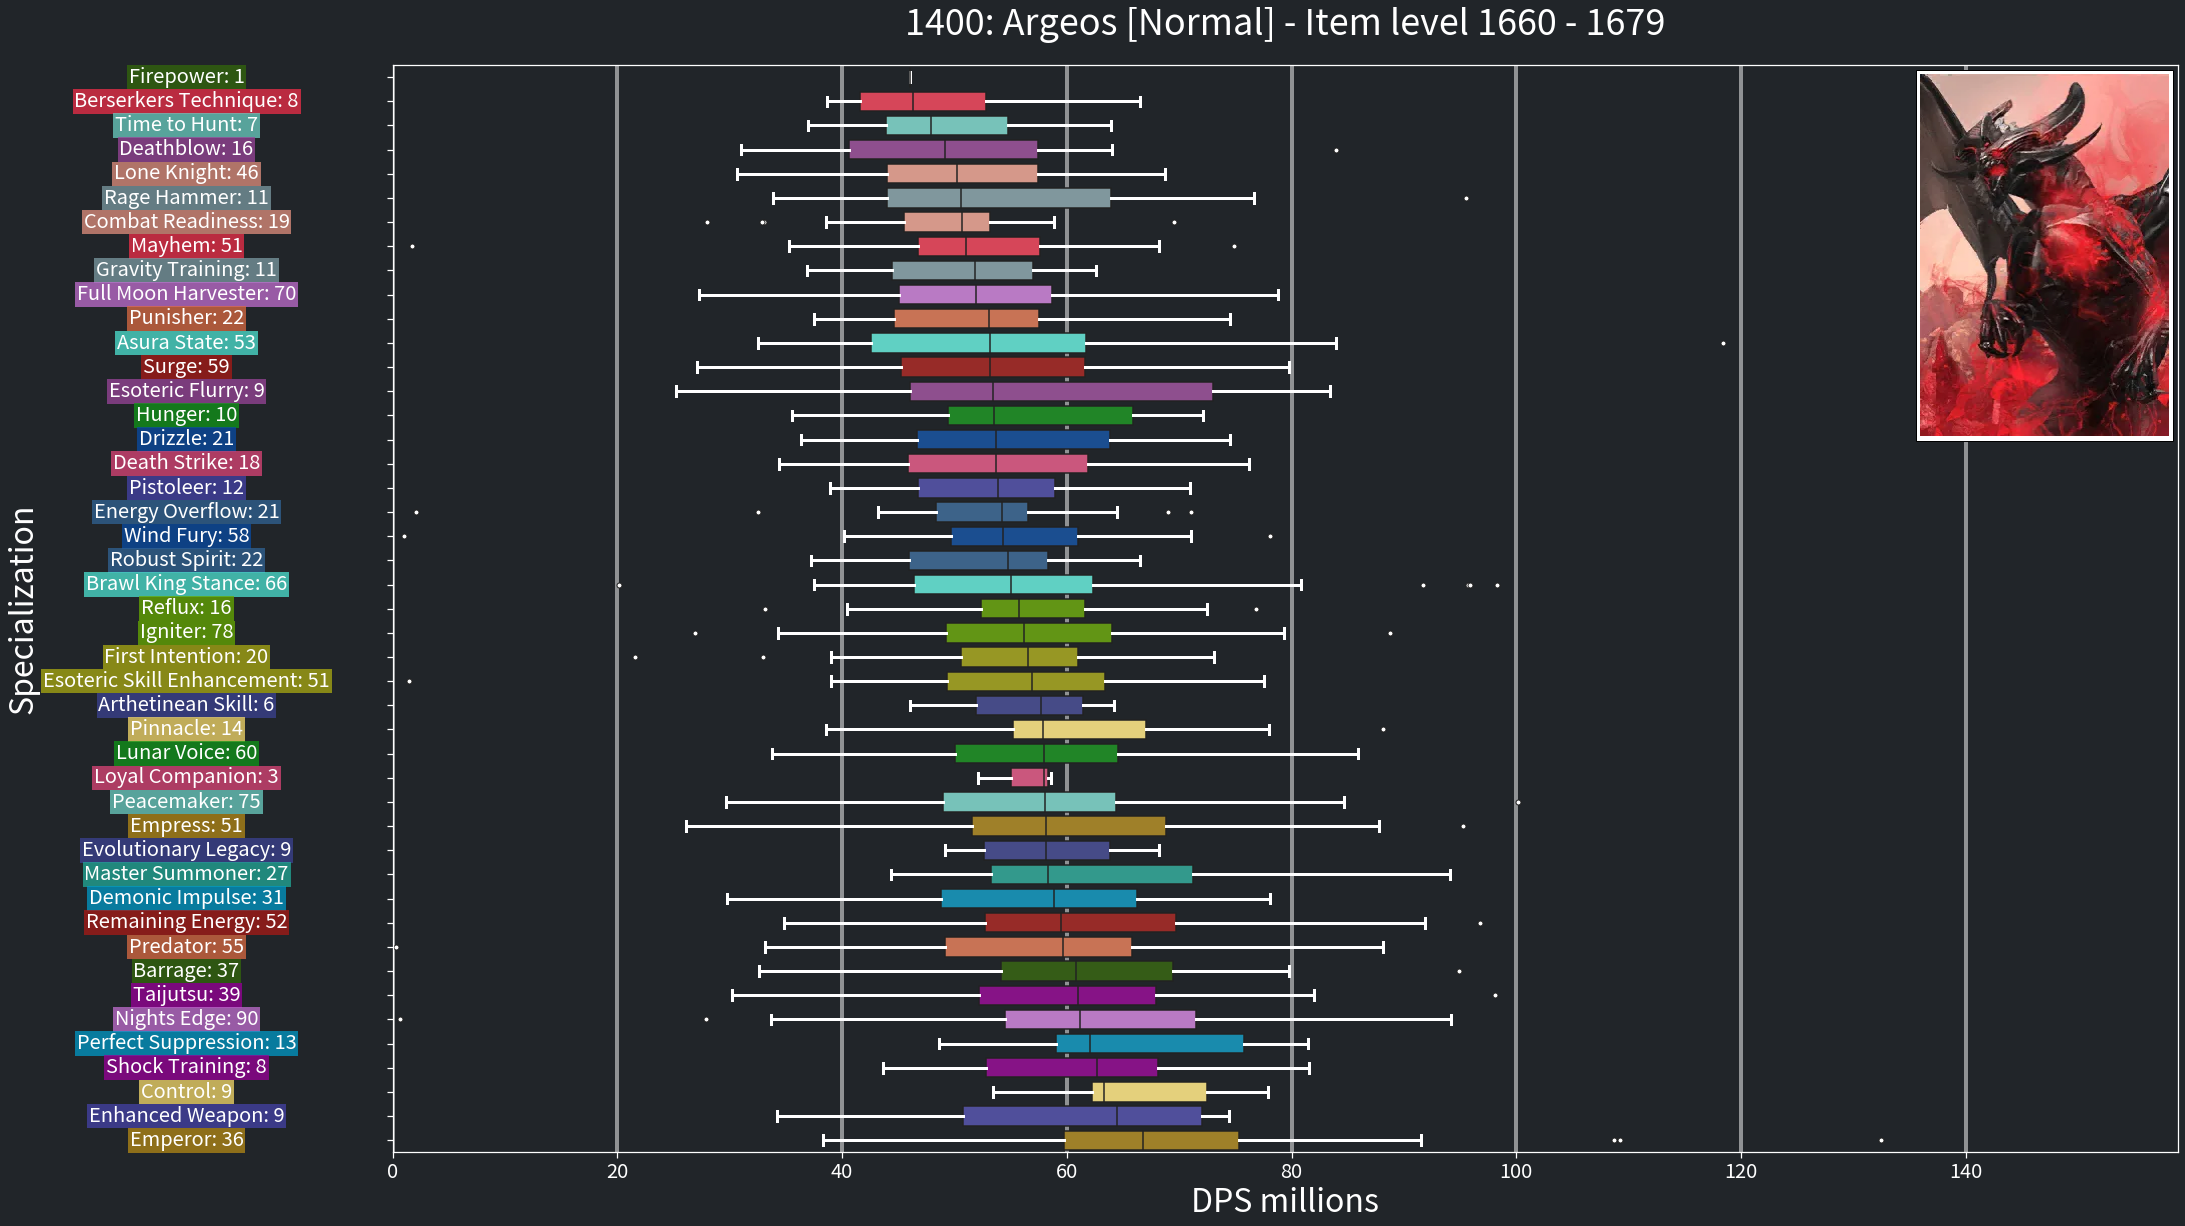 1400: Argeos [Normal] - Item level 1660 - 1679
Specialization
Firepower: 1
Berserkers Technique: 8
Time to Hunt: 7
Deathblow: 16
Lone Knight: 46
Rage Hammer: 11
Combat Readiness: 19
Mayhem: 51
Gravity Training: 11
Full Moon Harvester: 70
Punisher: 22
Asura State: 53
Surge: 59
Esoteric Flurry: 9
Hunger: 10
Drizzle: 21
Death Strike: 18
Pistoleer: 12
Energy Overflow: 21
Wind Fury: 58
Robust Spirit: 22
Brawl King Stance: 66
Reflux: 16
Igniter: 78
First Intention: 20
Esoteric Skill Enhancement: 51
Arthetinean Skill: 6
Pinnacle: 14
Lunar Voice: 60
Loyal Companion: 3
Peacemaker: 75
Empress: 51
Evolutionary Legacy: 9
Master Summoner: 27
Demonic Impulse: 31
Remaining Energy: 52
Predator: 55
Barrage: 37
Taijutsu: 39
Nights Edge: 90
Perfect Suppression: 13
Shock Training: 8
Control: 9
Enhanced Weapon: 9
Emperor: 36
0 20 40 60 80 100 120 140
DPS millions